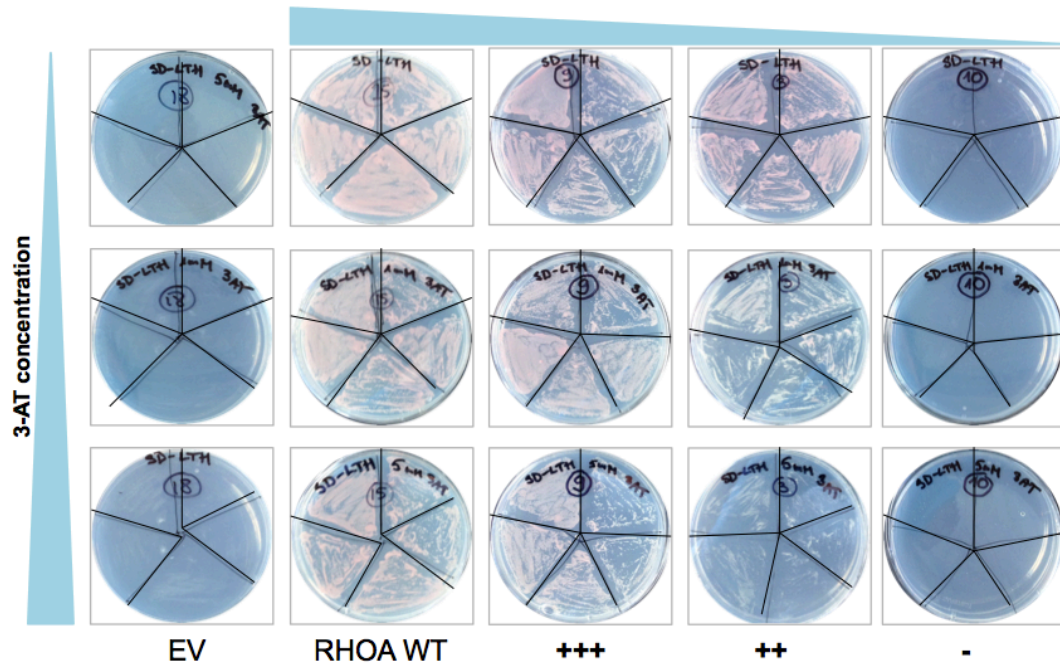 3-AT concentration
SD-LTH 5mM 3AT
18
SD-LTH
15
SD-LTH
9
SD-LTH
3
SD-LTH
10
SD-LTH 1mM 3AT
18
SD-LTH 1mM 3AT
15
SD-LTH 1mM 3AT
9
SD-LTH 1mM 3AT
3
SD-LTH 1mM 3AT
10
SD-LTH
18
SD-LTH 5mM 3AT
15
SD-LTH 5mM 3AT
9
SD-LTH 5mM 3AT
3
SD-LTH 5mM 3AT
10
EV
RHOA WT
+++
++
-